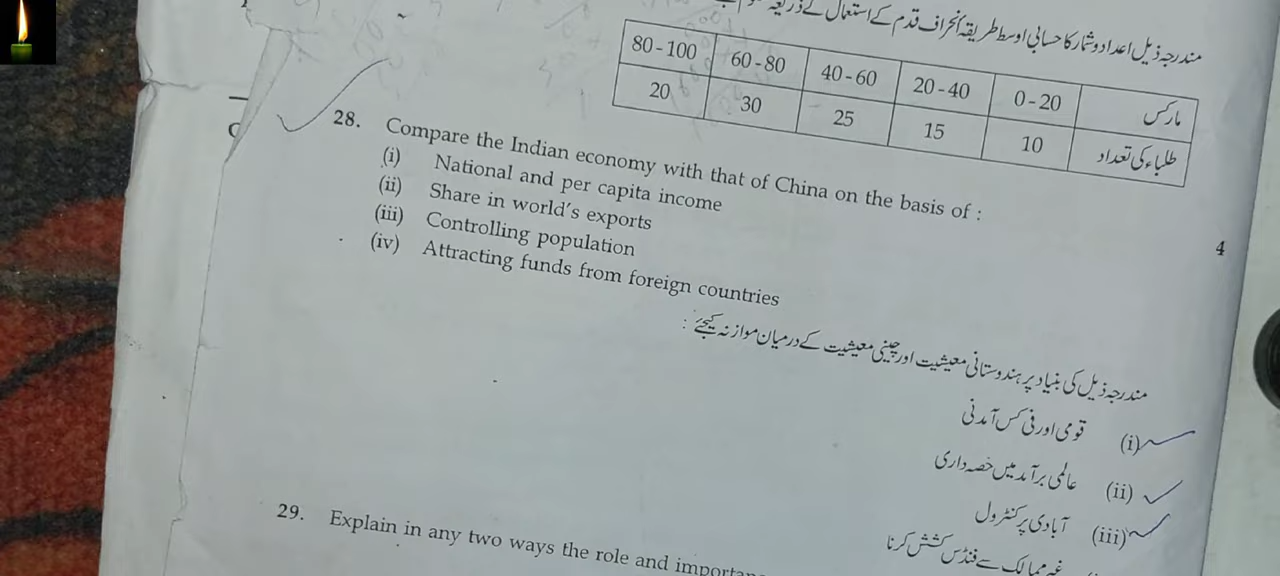 مندرجہ ذیل اعداد و شمار کا حسابی اوسط طریقۂ انحراف قدم کے استعمال کے ذریعہ
80-100 60-80 40-60 20-40 0-20 مارکس
20 30 25 15 10 طلباء کی تعداد
28. Compare the Indian economy with that of China on the basis of :
(i) National and per capita income
(ii) Share in world's exports
(iii) Controlling population
(iv) Attracting funds from foreign countries
4
مندرجہ ذیل کی بنیاد پر ہندوستانی معیشیت اور چینی معیشیت کے درمیان موازنہ کیجئے :
(i) قومی اور فی کس آمدنی
(ii) عالمی برآمد میں حصہ داری
(iii) آبادی پر کنٹرول
غیر ممالک سے فنڈس کشش کرنا
29. Explain in any two ways the role and